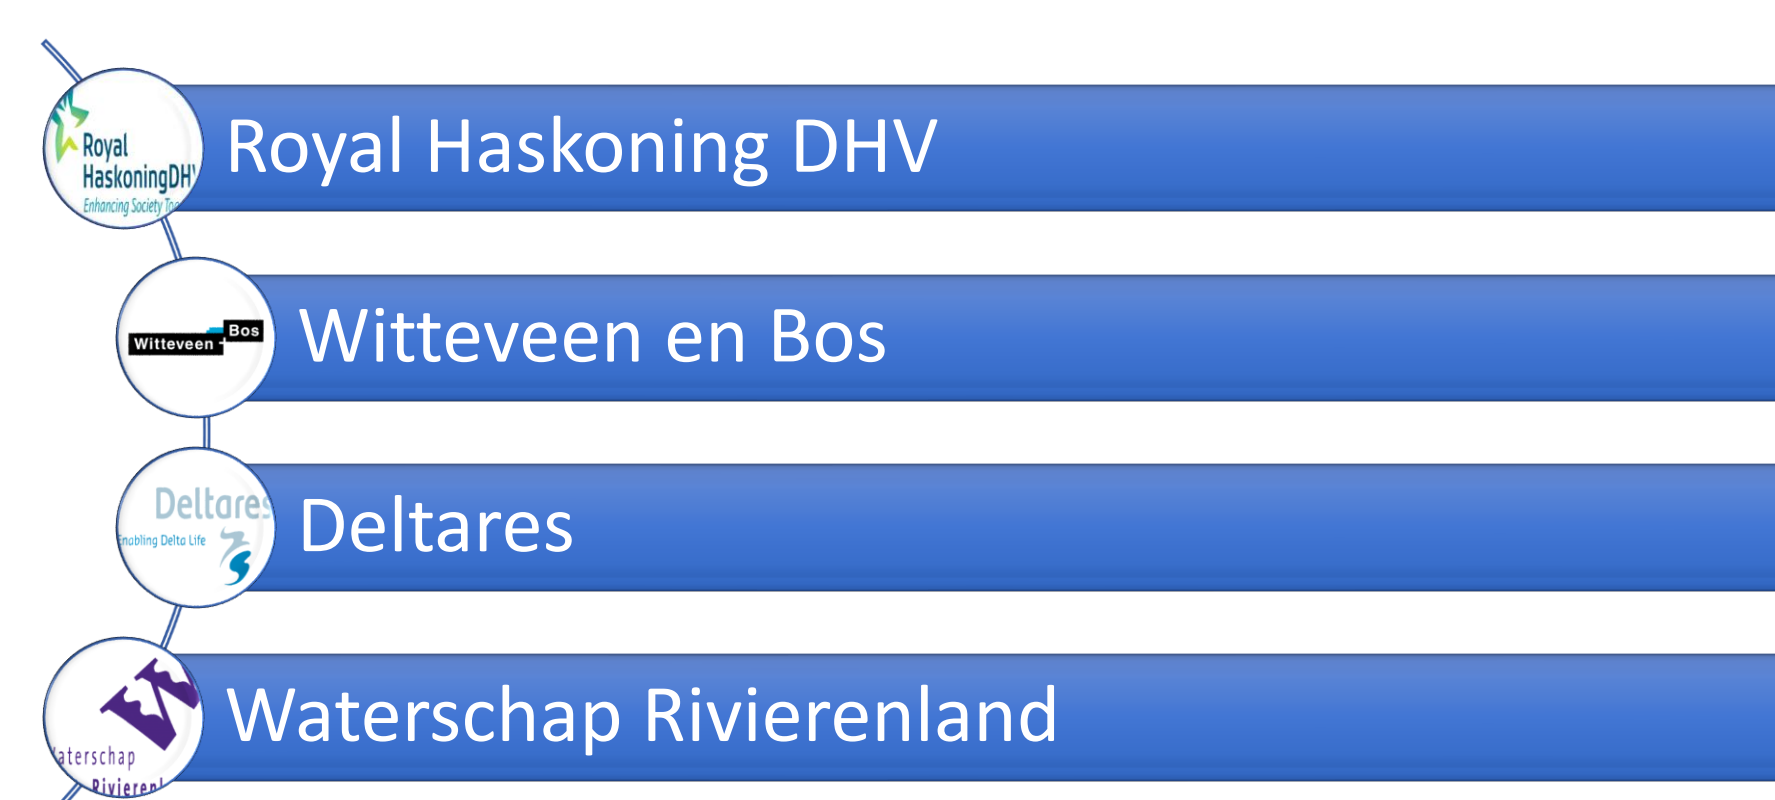 Royal
HaskoningDH
Enhancing Society
Royal Haskoning DHV
Witteveen + Bos
Witteveen en Bos
Deltares
Enabling Delta Life
Deltares
aterschap
Rivieren
Waterschap Rivierenland